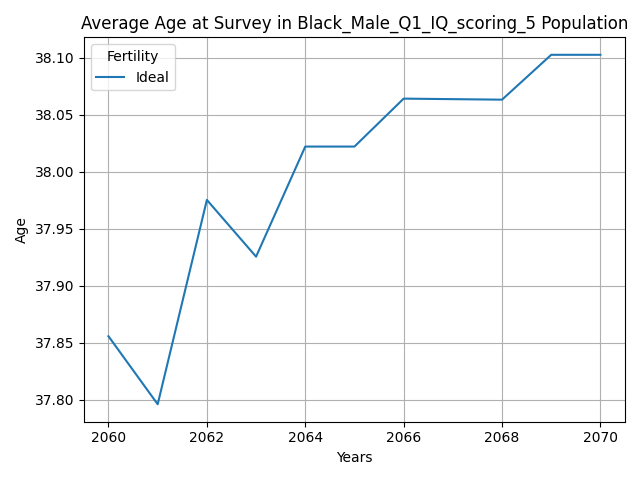 Average Age at Survey in Black_Male_Q1_IQ_scoring_5 Population
Fertility
Ideal
Age
38.10
38.05
38.00
37.95
37.90
37.85
37.80
2060 2062 2064 2066 2068 2070
Years